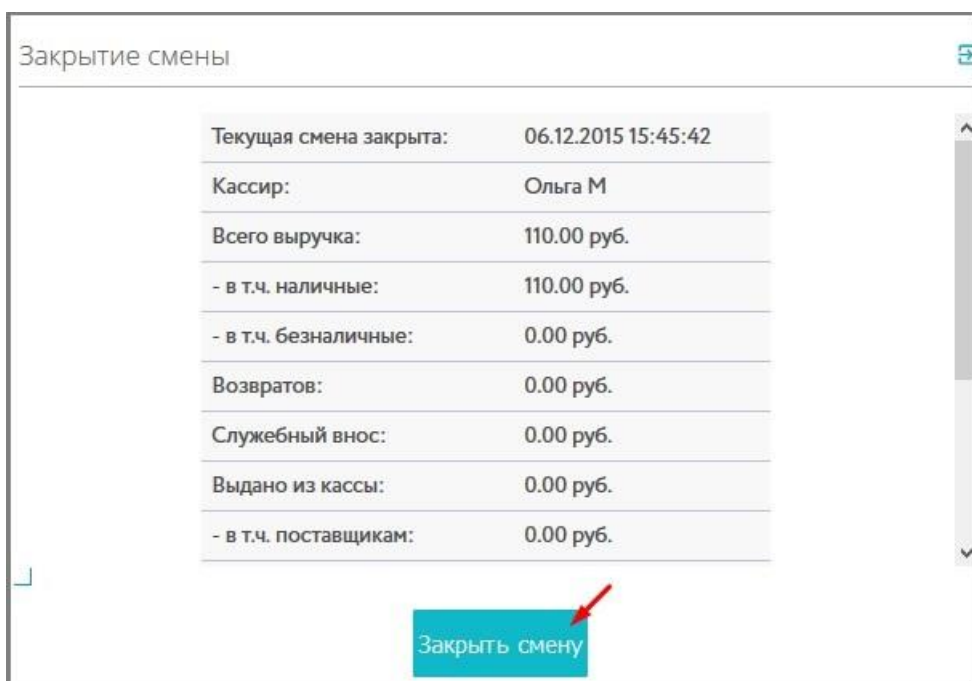 Закрытие смены
Текущая смена закрыта: 06.12.2015 15:45:42
Кассир: Ольга М
Всего выручка: 110.00 руб.
- в т.ч. наличные: 110.00 руб.
- в т.ч. безналичные: 0.00 руб.
Возвратов: 0.00 руб.
Служебный внос: 0.00 руб.
Выдано из кассы: 0.00 руб.
- в т.ч. поставщикам: 0.00 руб.
Закрыть смену